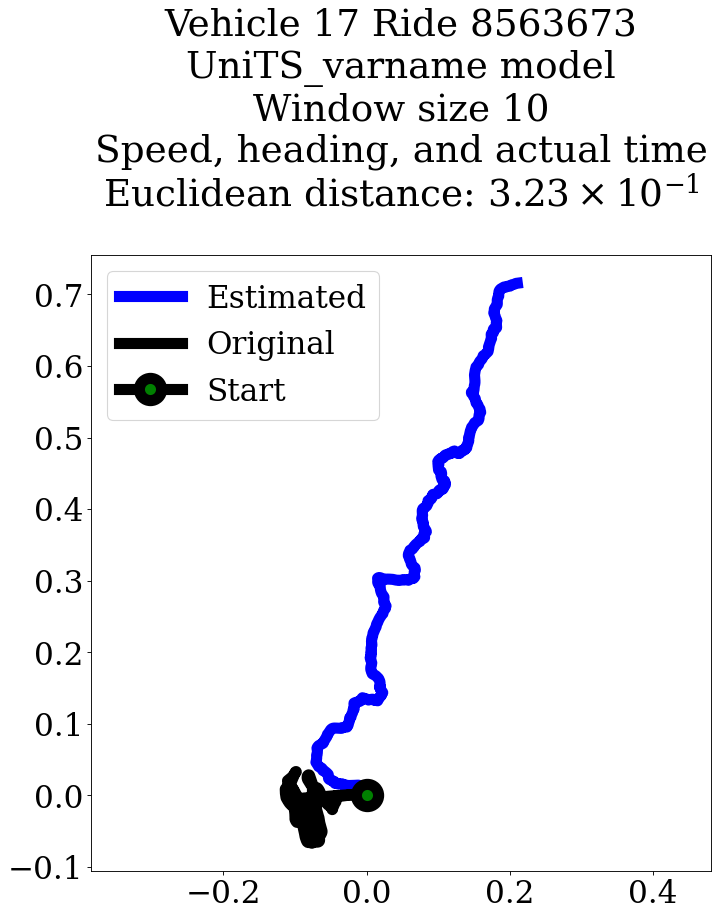 Vehicle 17 Ride 8563673
UniTS_varname model
Window size 10
Speed, heading, and actual time
Euclidean distance: 3.23 × 10⁻¹
Estimated
Original
Start
0.7
0.6
0.5
0.4
0.3
0.2
0.1
0.0
−0.1
−0.2 0.0 0.2 0.4